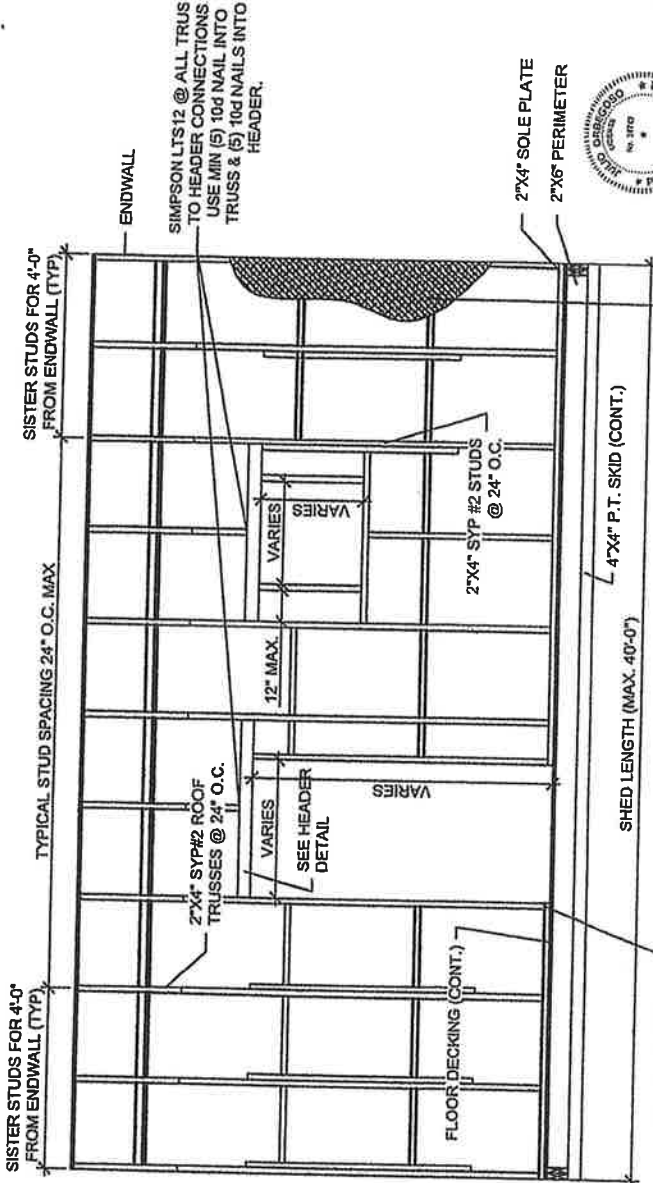 SISTER STUDS FOR 4'-0"
FROM ENDWALL (TYP)
TYPICAL STUD SPACING 24" O.C. MAX
SISTER STUDS FOR 4'-0"
FROM ENDWALL (TYP)
ENDWALL
SIMPSON LTS12 @ ALL TRUS
TO HEADER CONNECTIONS
USE MIN (5) 10d NAIL INTO
TRUSS & (5) 10d NAILS INTO
HEADER.
2"X4" SYP#2 ROOF
TRUSSES @ 24" O.C.
VARIES
SEE HEADER
DETAIL
12" MAX.
VARIES
VARIES
VARIES
2"X4" SYP #2 STUDS
@ 24" O.C.
FLOOR DECKING (CONT.)
2"X4" SOLE PLATE
2"X6" PERIMETER
4"X4" P.T. SKID (CONT.)
SHED LENGTH (MAX. 40'-0")
JULIO ORBEGOSO